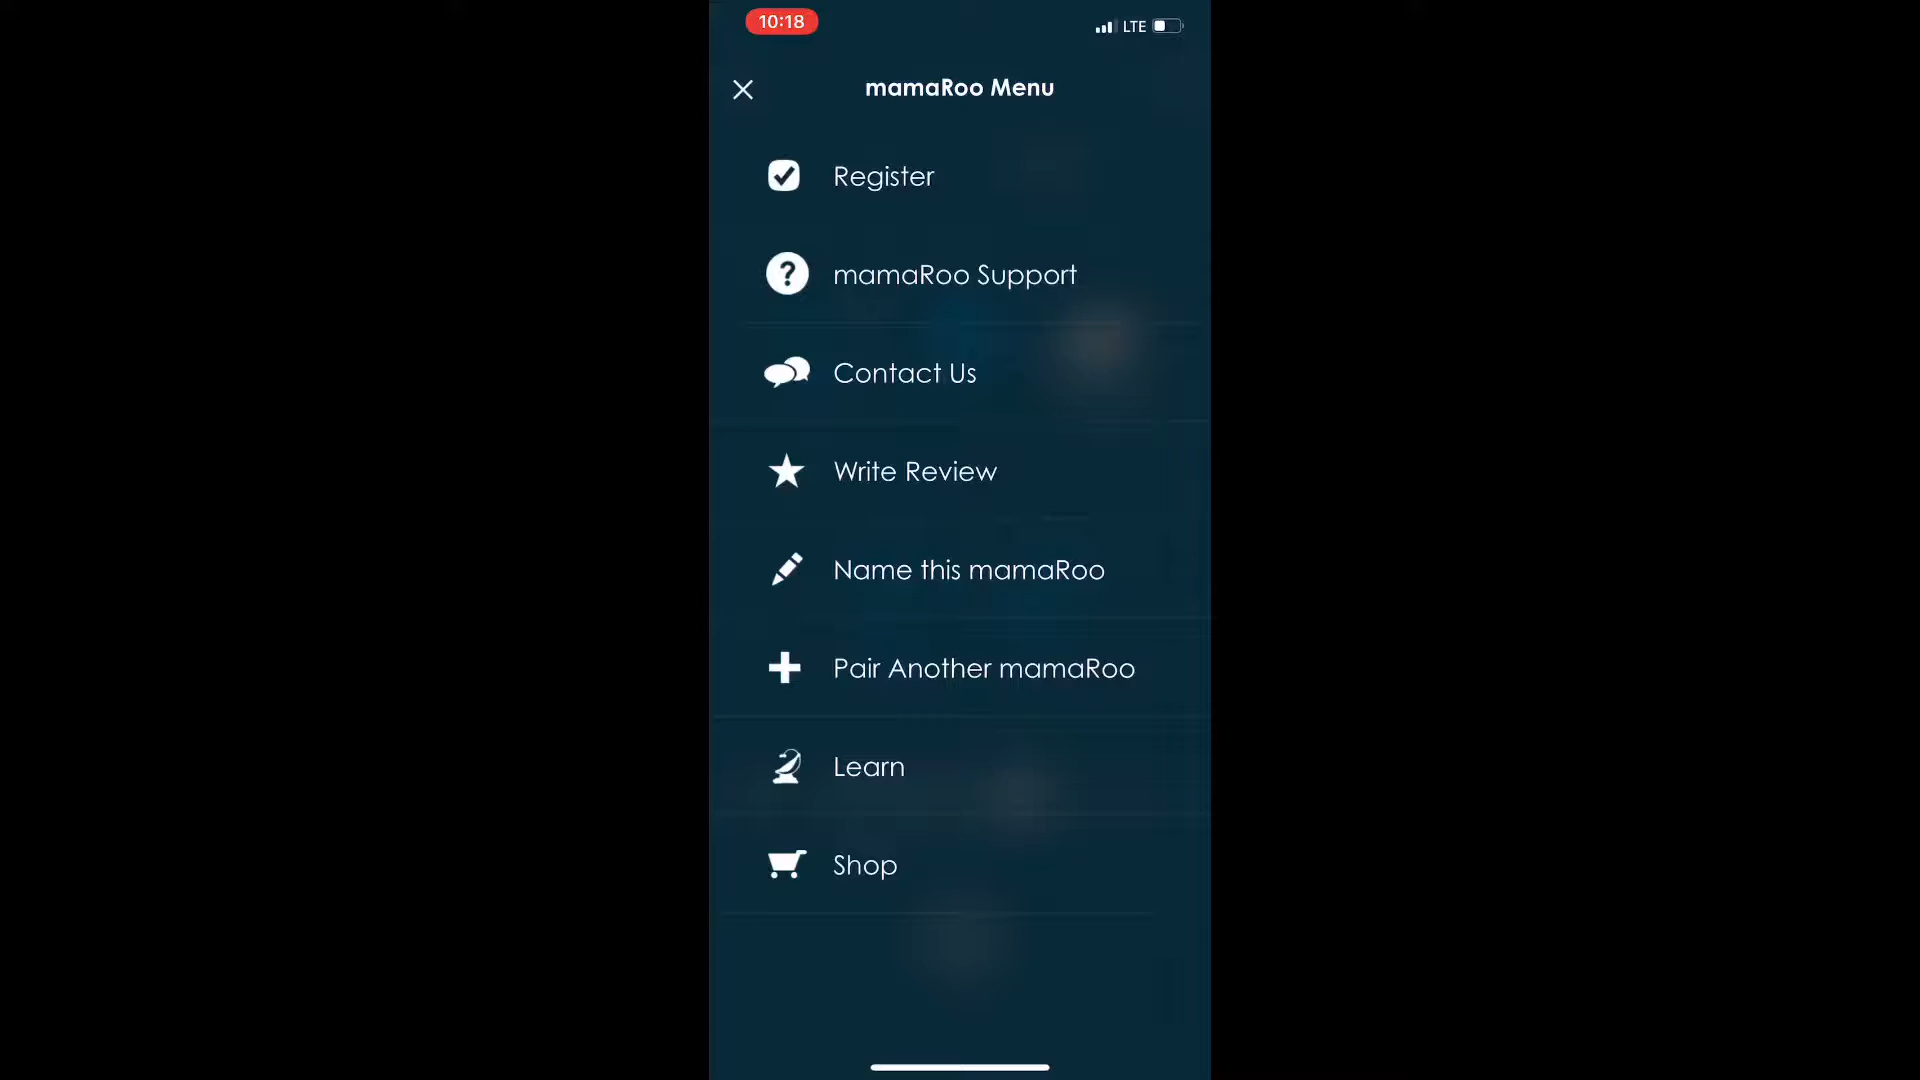 10:18
LTE
mamaRoo Menu
Register
mamaRoo Support
Contact Us
Write Review
Name this mamaRoo
Pair Another mamaRoo
Learn
Shop